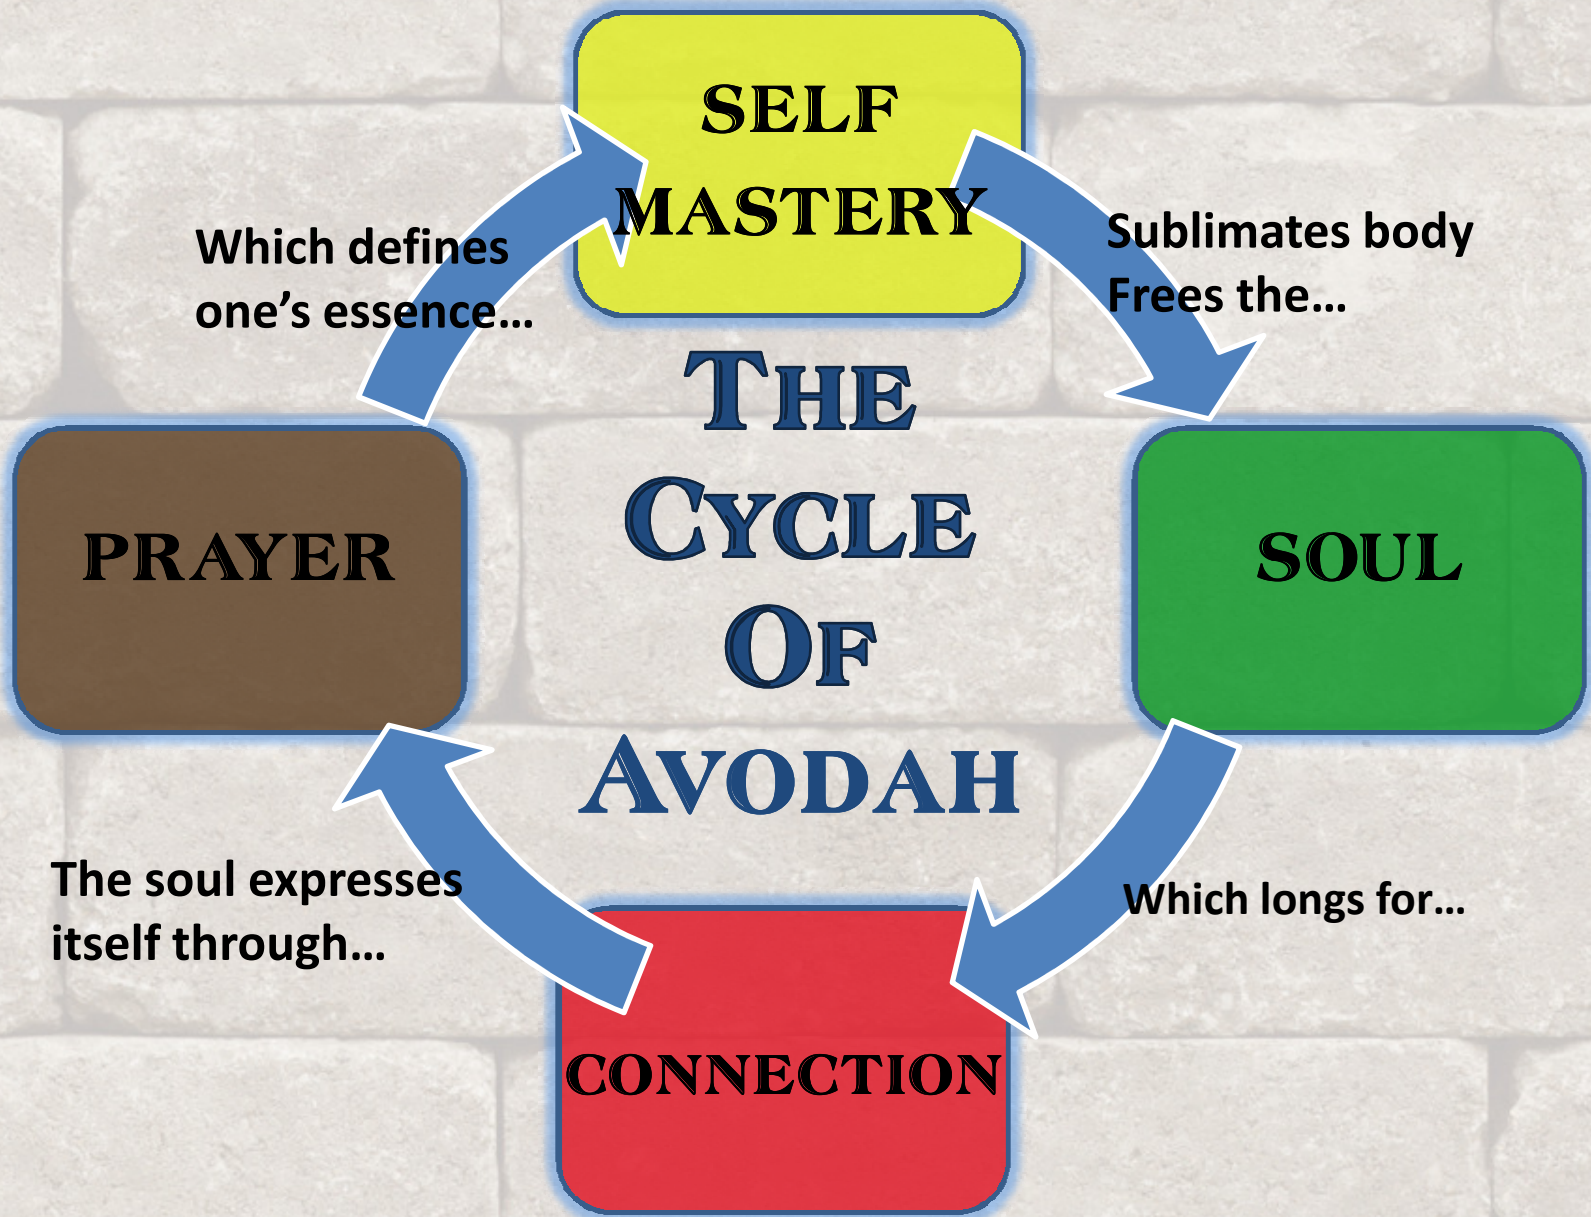 SELF
MASTERY
Sublimates body
Frees the…
SOUL
Which longs for…
CONNECTION
The soul expresses
itself through…
PRAYER
Which defines
one’s essence…
THE
CYCLE
OF
AVODAH